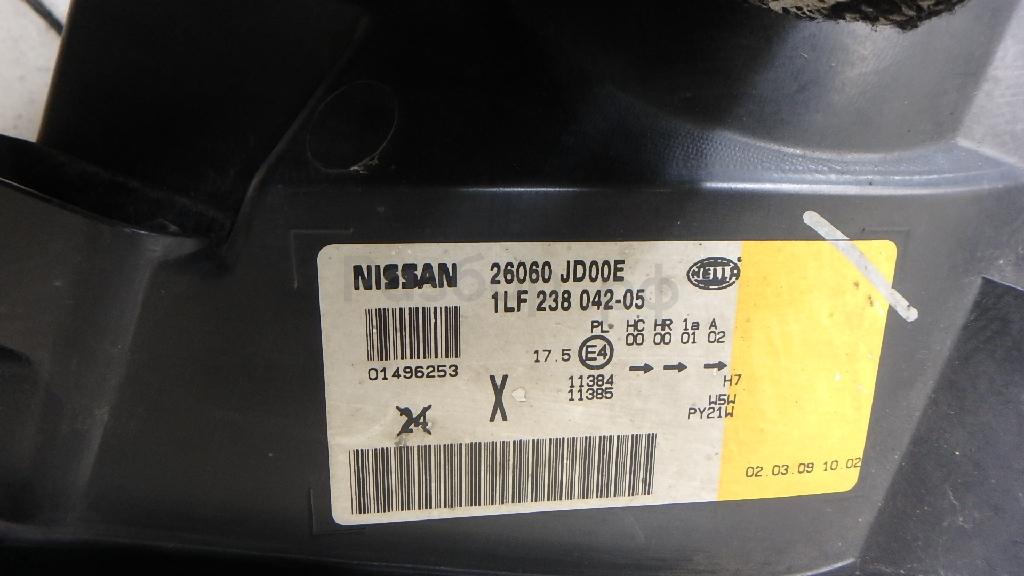 NISSAN 26060 JD00E HELLA
1LF 238 042-05
PL HC HR 1a A
00 00 01 02
17.5 E4
01496253
11384 H7
11385
X
W5W
24 PY21W
02.03.09 10.02